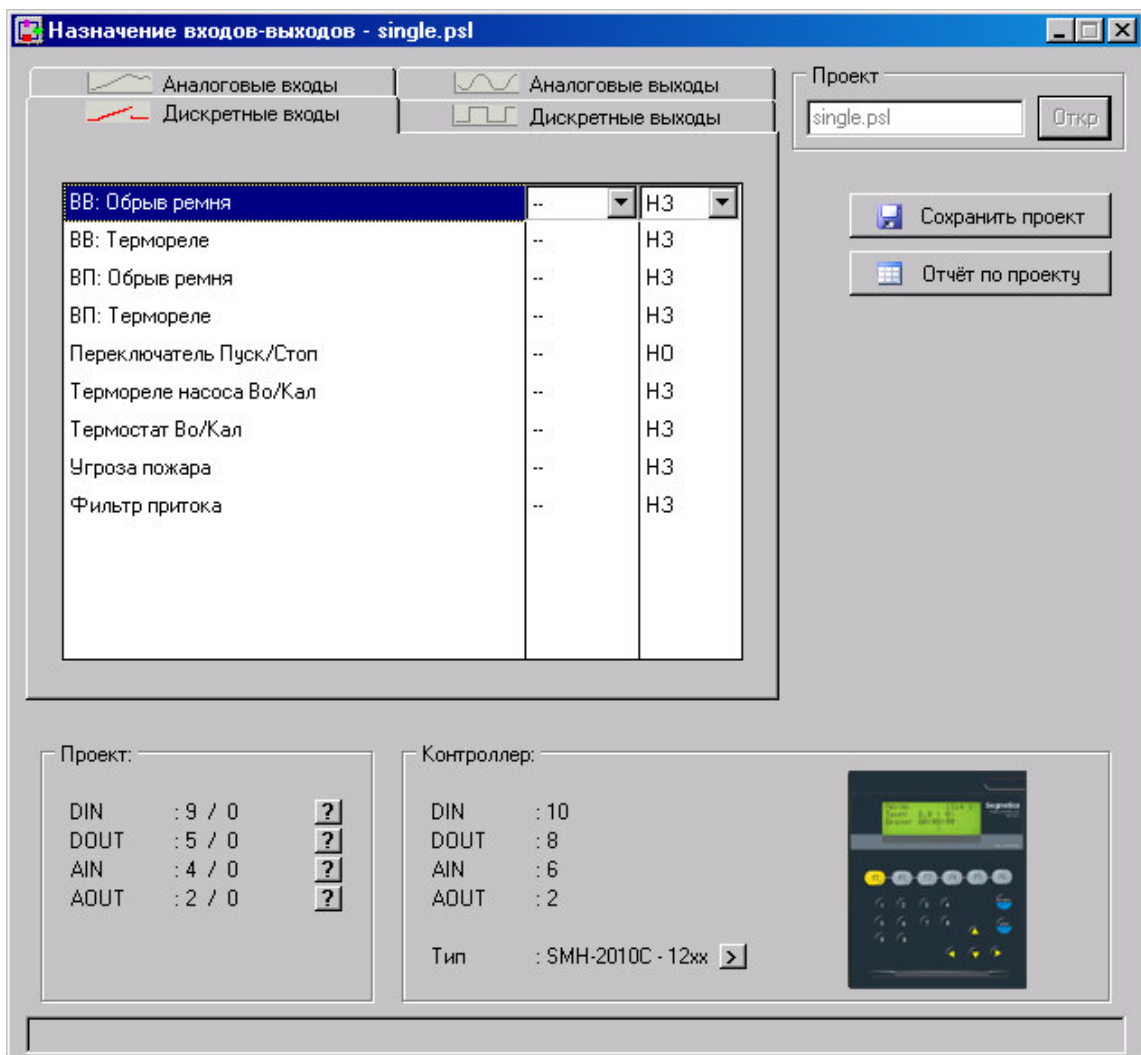 Назначение входов-выходов - single.psl
Аналоговые входы
Аналоговые выходы
Дискретные входы
Дискретные выходы
Проект
single.psl
Откр
ВВ: Обрыв ремня -- НЗ
ВВ: Термореле -- НЗ
ВП: Обрыв ремня -- НЗ
ВП: Термореле -- НЗ
Переключатель Пуск/Стоп -- НО
Термореле насоса Во/Кал -- НЗ
Термостат Во/Кал -- НЗ
Угроза пожара -- НЗ
Фильтр притока -- НЗ
Сохранить проект
Отчёт по проекту
Проект:
DIN : 9 / 0 ?
DOUT : 5 / 0 ?
AIN : 4 / 0 ?
AOUT : 2 / 0 ?
Контроллер:
DIN : 10
DOUT : 8
AIN : 6
AOUT : 2
Тип : SMH-2010C - 12xx >
Segnetics